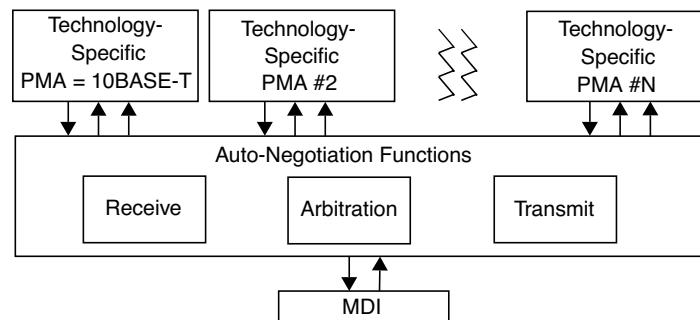 Technology-
Specific
PMA = 10BASE-T
Technology-
Specific
PMA #2
Technology-
Specific
PMA #N
Auto-Negotiation Functions
Receive
Arbitration
Transmit
MDI